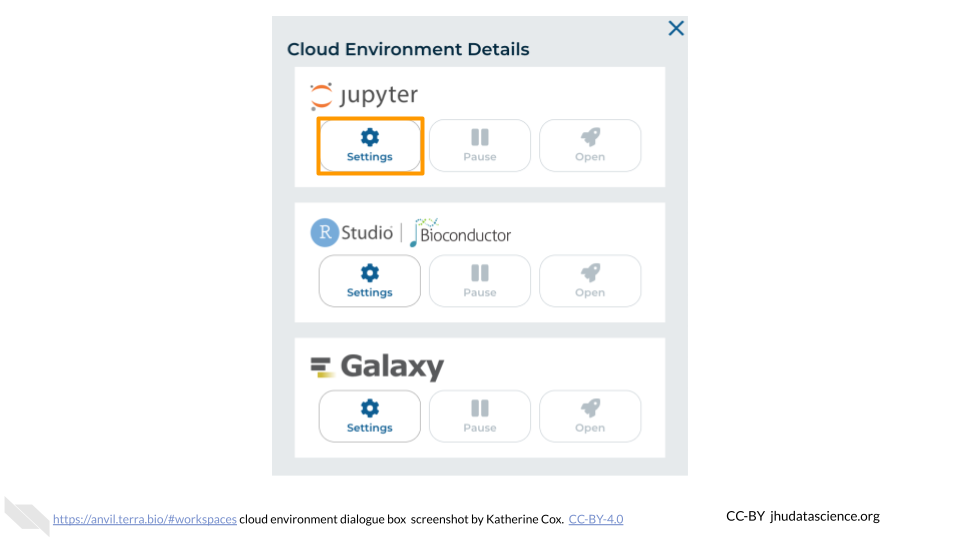 Cloud Environment Details
jupyter
Settings Pause Open
R Studio | Bioconductor
Settings Pause Open
Galaxy
Settings Pause Open
https://anvil.terra.bio/#workspaces cloud environment dialogue box screenshot by Katherine Cox. CC-BY-4.0
CC-BY jhudatascience.org